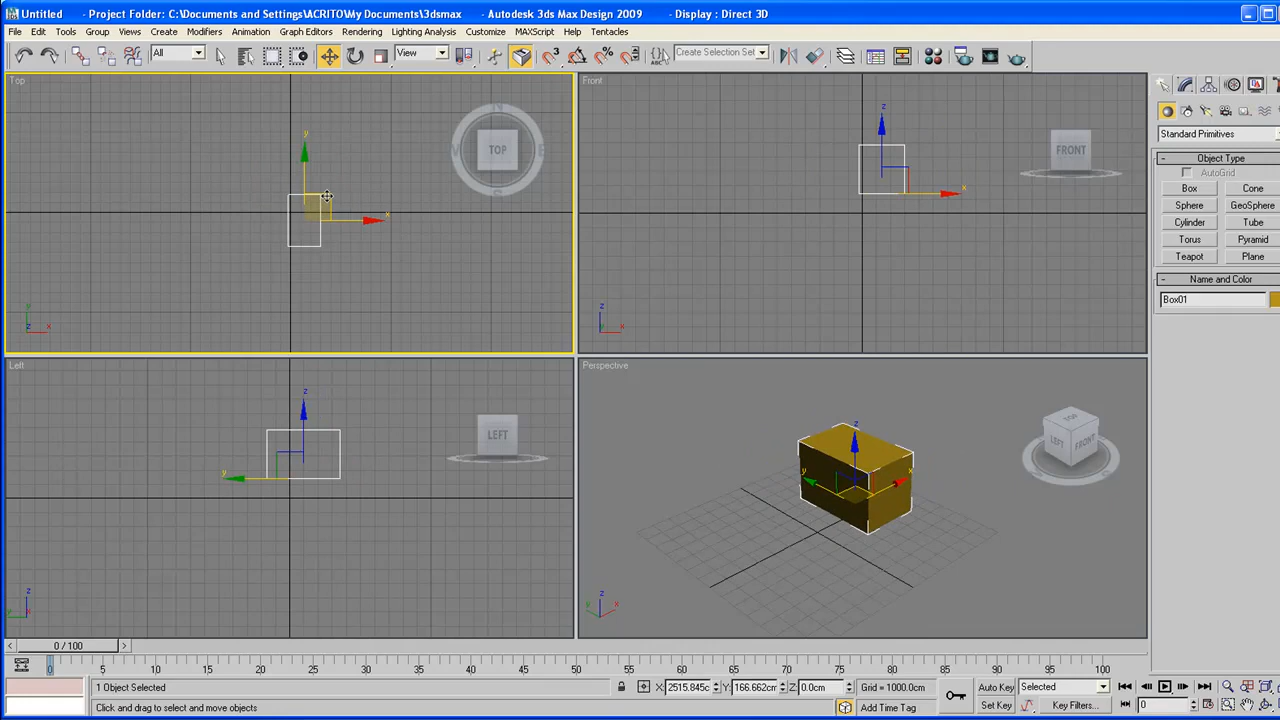 Untitled - Project Folder: C:\Documents and Settings\ACRITO\My Documents\3dsmax - Autodesk 3ds Max Design 2009 - Display : Direct 3D
File Edit Tools Group Views Create Modifiers Animation Graph Editors Rendering Lighting Analysis Customize MAXScript Help Tentacles
All View 3 Create Selection Set
Top Front
y z
N
TOP FRONT
S
x x
y z
z x y x
Standard Primitives
- Object Type
AutoGrid
Box Cone
Sphere GeoSphere
Cylinder Tube
Torus Pyramid
Teapot Plane
- Name and Color
Box01
Left Perspective
z z
LEFT TOP LEFT FRONT
y y x
z z
y x y x
< 0 / 100 >
0 5 10 15 20 25 30 35 40 45 50 55 60 65 70 75 80 85 90 95 100
1 Object Selected X: 2515.845c Y: 166.662cm Z: 0.0cm Grid = 1000.0cm Auto Key Selected
Click and drag to select and move objects Add Time Tag Set Key Key Filters... 0